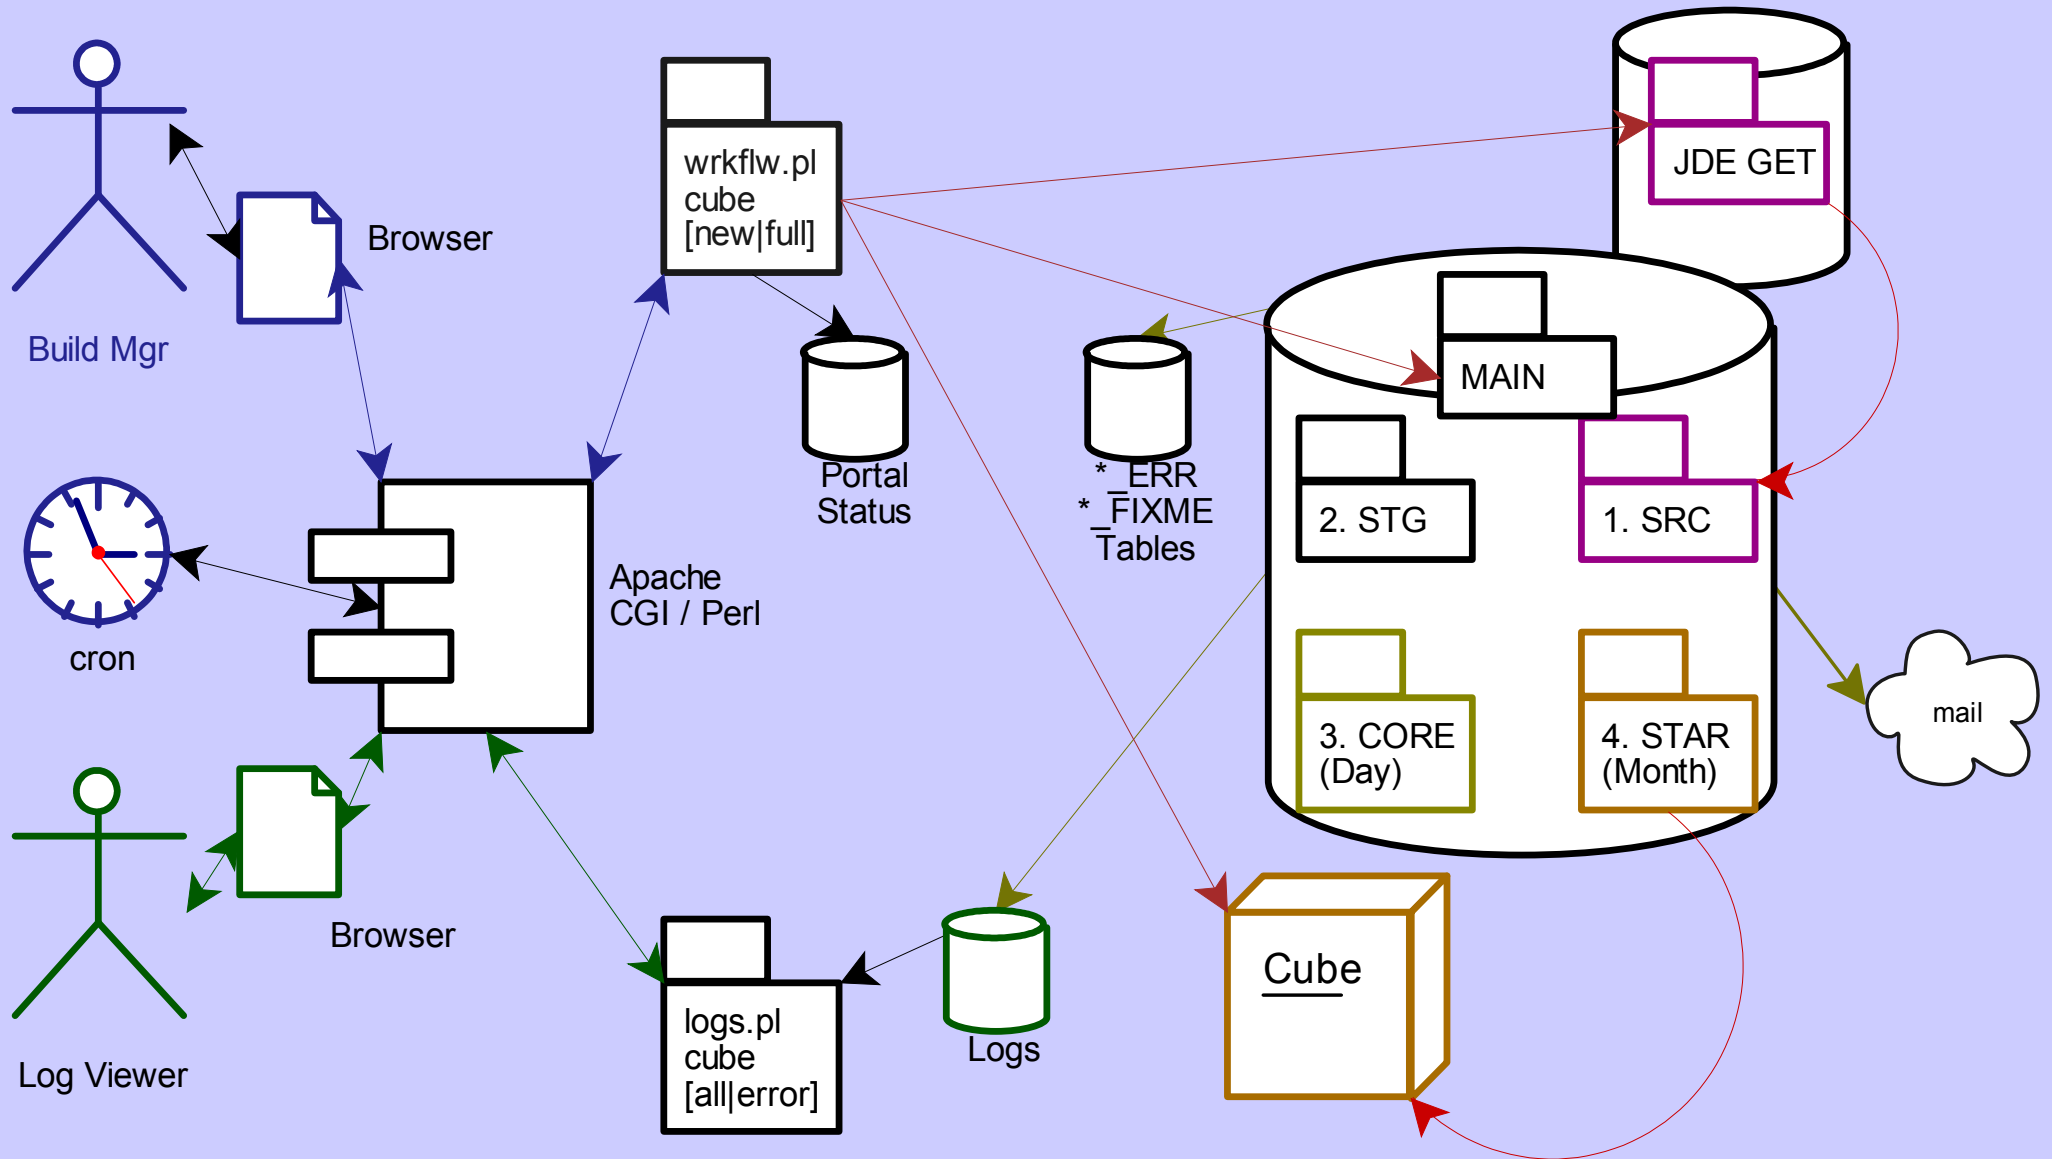 Build Mgr
Browser
wrkflw.pl
cube
[new|full]
JDE GET
MAIN
Portal
Status
*_ERR
*_FIXME
Tables
2. STG
1. SRC
cron
Apache
CGI / Perl
3. CORE
(Day)
4. STAR
(Month)
mail
Log Viewer
Browser
logs.pl
cube
[all|error]
Logs
Cube